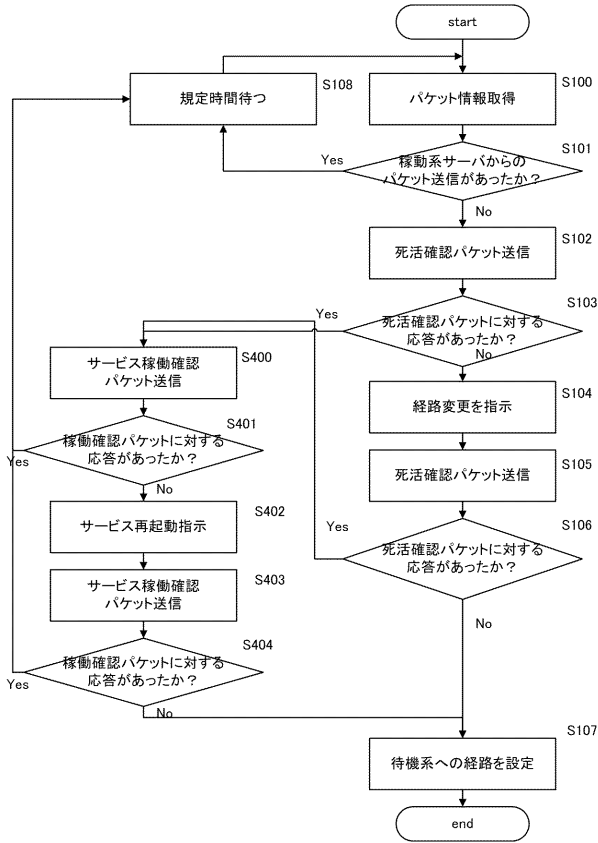 start
S100
パケット情報取得
S108
規定時間待つ
S101
稼動系サーバからの
パケット送信があったか？
Yes
No
S102
死活確認パケット送信
S103
死活確認パケットに対する
応答があったか？
Yes
No
S400
サービス稼働確認
パケット送信
S104
経路変更を指示
S401
稼働確認パケットに対する
応答があったか？
Yes
No
S105
死活確認パケット送信
S402
サービス再起動指示
S106
死活確認パケットに対する
応答があったか？
Yes
No
S403
サービス稼働確認
パケット送信
S404
稼働確認パケットに対する
応答があったか？
Yes
No
S107
待機系への経路を設定
end